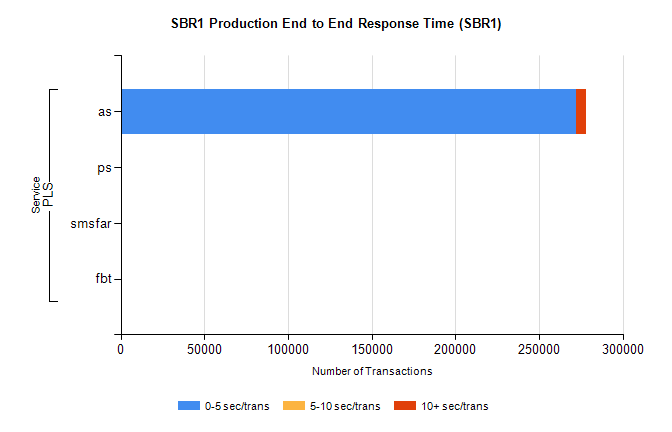 SBR1 Production End to End Response Time (SBR1)
as
ps
smsfar
fbt
Service
PLS
0 50000 100000 150000 200000 250000 300000
Number of Transactions
0-5 sec/trans 5-10 sec/trans 10+ sec/trans